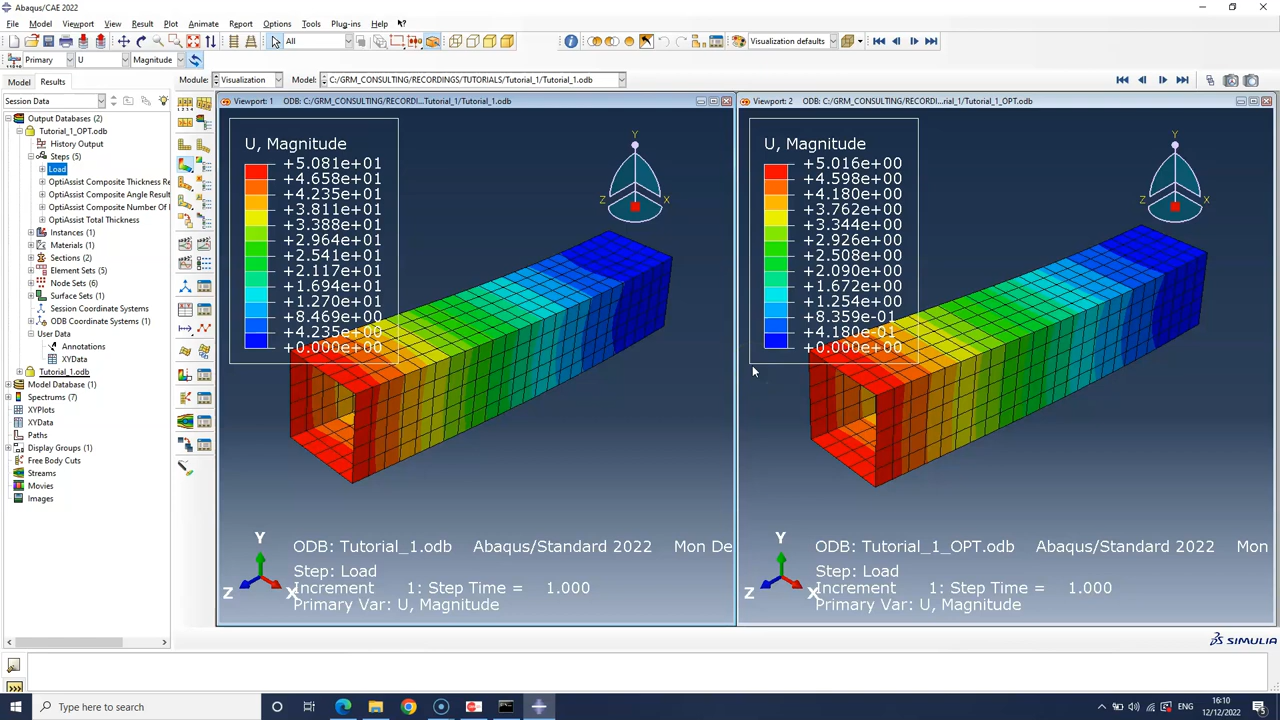 Abaqus/CAE 2022
File Model Viewport View Result Plot Animate Report Options Tools Plug-ins Help
All Visualization defaults
Primary U Magnitude
Model Results Module: Visualization Model: C:/GRM_CONSULTING/RECORDINGS/TUTORIALS/Tutorial_1/Tutorial_1.odb
Session Data
Output Databases (2)
Tutorial_1_OPT.odb
History Output
Steps (5)
Load
OptiAssist Composite Thickness Re
OptiAssist Composite Angle Result
OptiAssist Composite Number Of
OptiAssist Total Thickness
Instances (1)
Materials (1)
Sections (2)
Element Sets (5)
Node Sets (6)
Surface Sets (1)
Session Coordinate Systems
ODB Coordinate Systems (1)
User Data
Annotations
XYData
Tutorial_1.odb
Model Database (1)
Spectrums (7)
XYPlots
XYData
Paths
Display Groups (1)
Free Body Cuts
Streams
Movies
Images
Viewport: 1 ODB: C:/GRM_CONSULTING/RECORDI...Tutorial_1/Tutorial_1.odb
U, Magnitude
+5.081e+01
+4.658e+01
+4.235e+01
+3.811e+01
+3.388e+01
+2.964e+01
+2.541e+01
+2.117e+01
+1.694e+01
+1.270e+01
+8.469e+00
+4.235e+00
+0.000e+00
Y
Z X
Y
Z X
ODB: Tutorial_1.odb Abaqus/Standard 2022 Mon De
Step: Load
Increment 1: Step Time = 1.000
Primary Var: U, Magnitude
Viewport: 2 ODB: C:/GRM_CONSULTING/RECORDI...rial_1/Tutorial_1_OPT.odb
U, Magnitude
+5.016e+00
+4.598e+00
+4.180e+00
+3.762e+00
+3.344e+00
+2.926e+00
+2.508e+00
+2.090e+00
+1.672e+00
+1.254e+00
+8.359e-01
+4.180e-01
+0.000e+00
Y
Z X
Y
Z X
ODB: Tutorial_1_OPT.odb Abaqus/Standard 2022 Mon
Step: Load
Increment 1: Step Time = 1.000
Primary Var: U, Magnitude
SIMULIA
Type here to search
ENG
16:10
12/12/2022